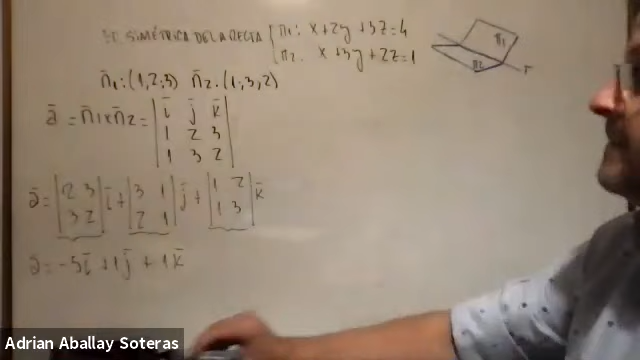 EC SIMÉTRICA DE LA RECTA { π1: x+2y+3z=4
π2: x+3y+2z=1
π1
π2
r
n̄1:(1,2,3) n̄2:(1,3,2)
ā = n̄1 x n̄2 = | ī j̄ k̄ |
| 1 2 3 |
| 1 3 2 |
ā = |2 3| ī + |3 1| j̄ + |1 2| k̄
|3 2| |2 1| |1 3|
ā = -5ī + 1j̄ + 1k̄
Adrian Aballay Soteras